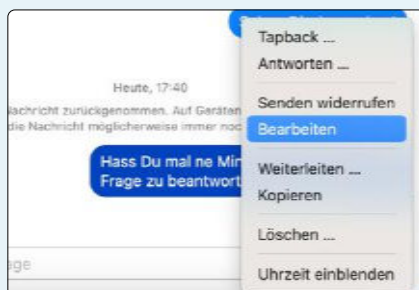 Heute, 17:40
Nachricht zurückgenommen. Auf Geräten
die Nachricht möglicherweise immer noc
Hass Du mal ne Min
Frage zu beantwort
age
Tapback ...
Antworten ...
Senden widerrufen
Bearbeiten
Weiterleiten ...
Kopieren
Löschen ...
Uhrzeit einblenden